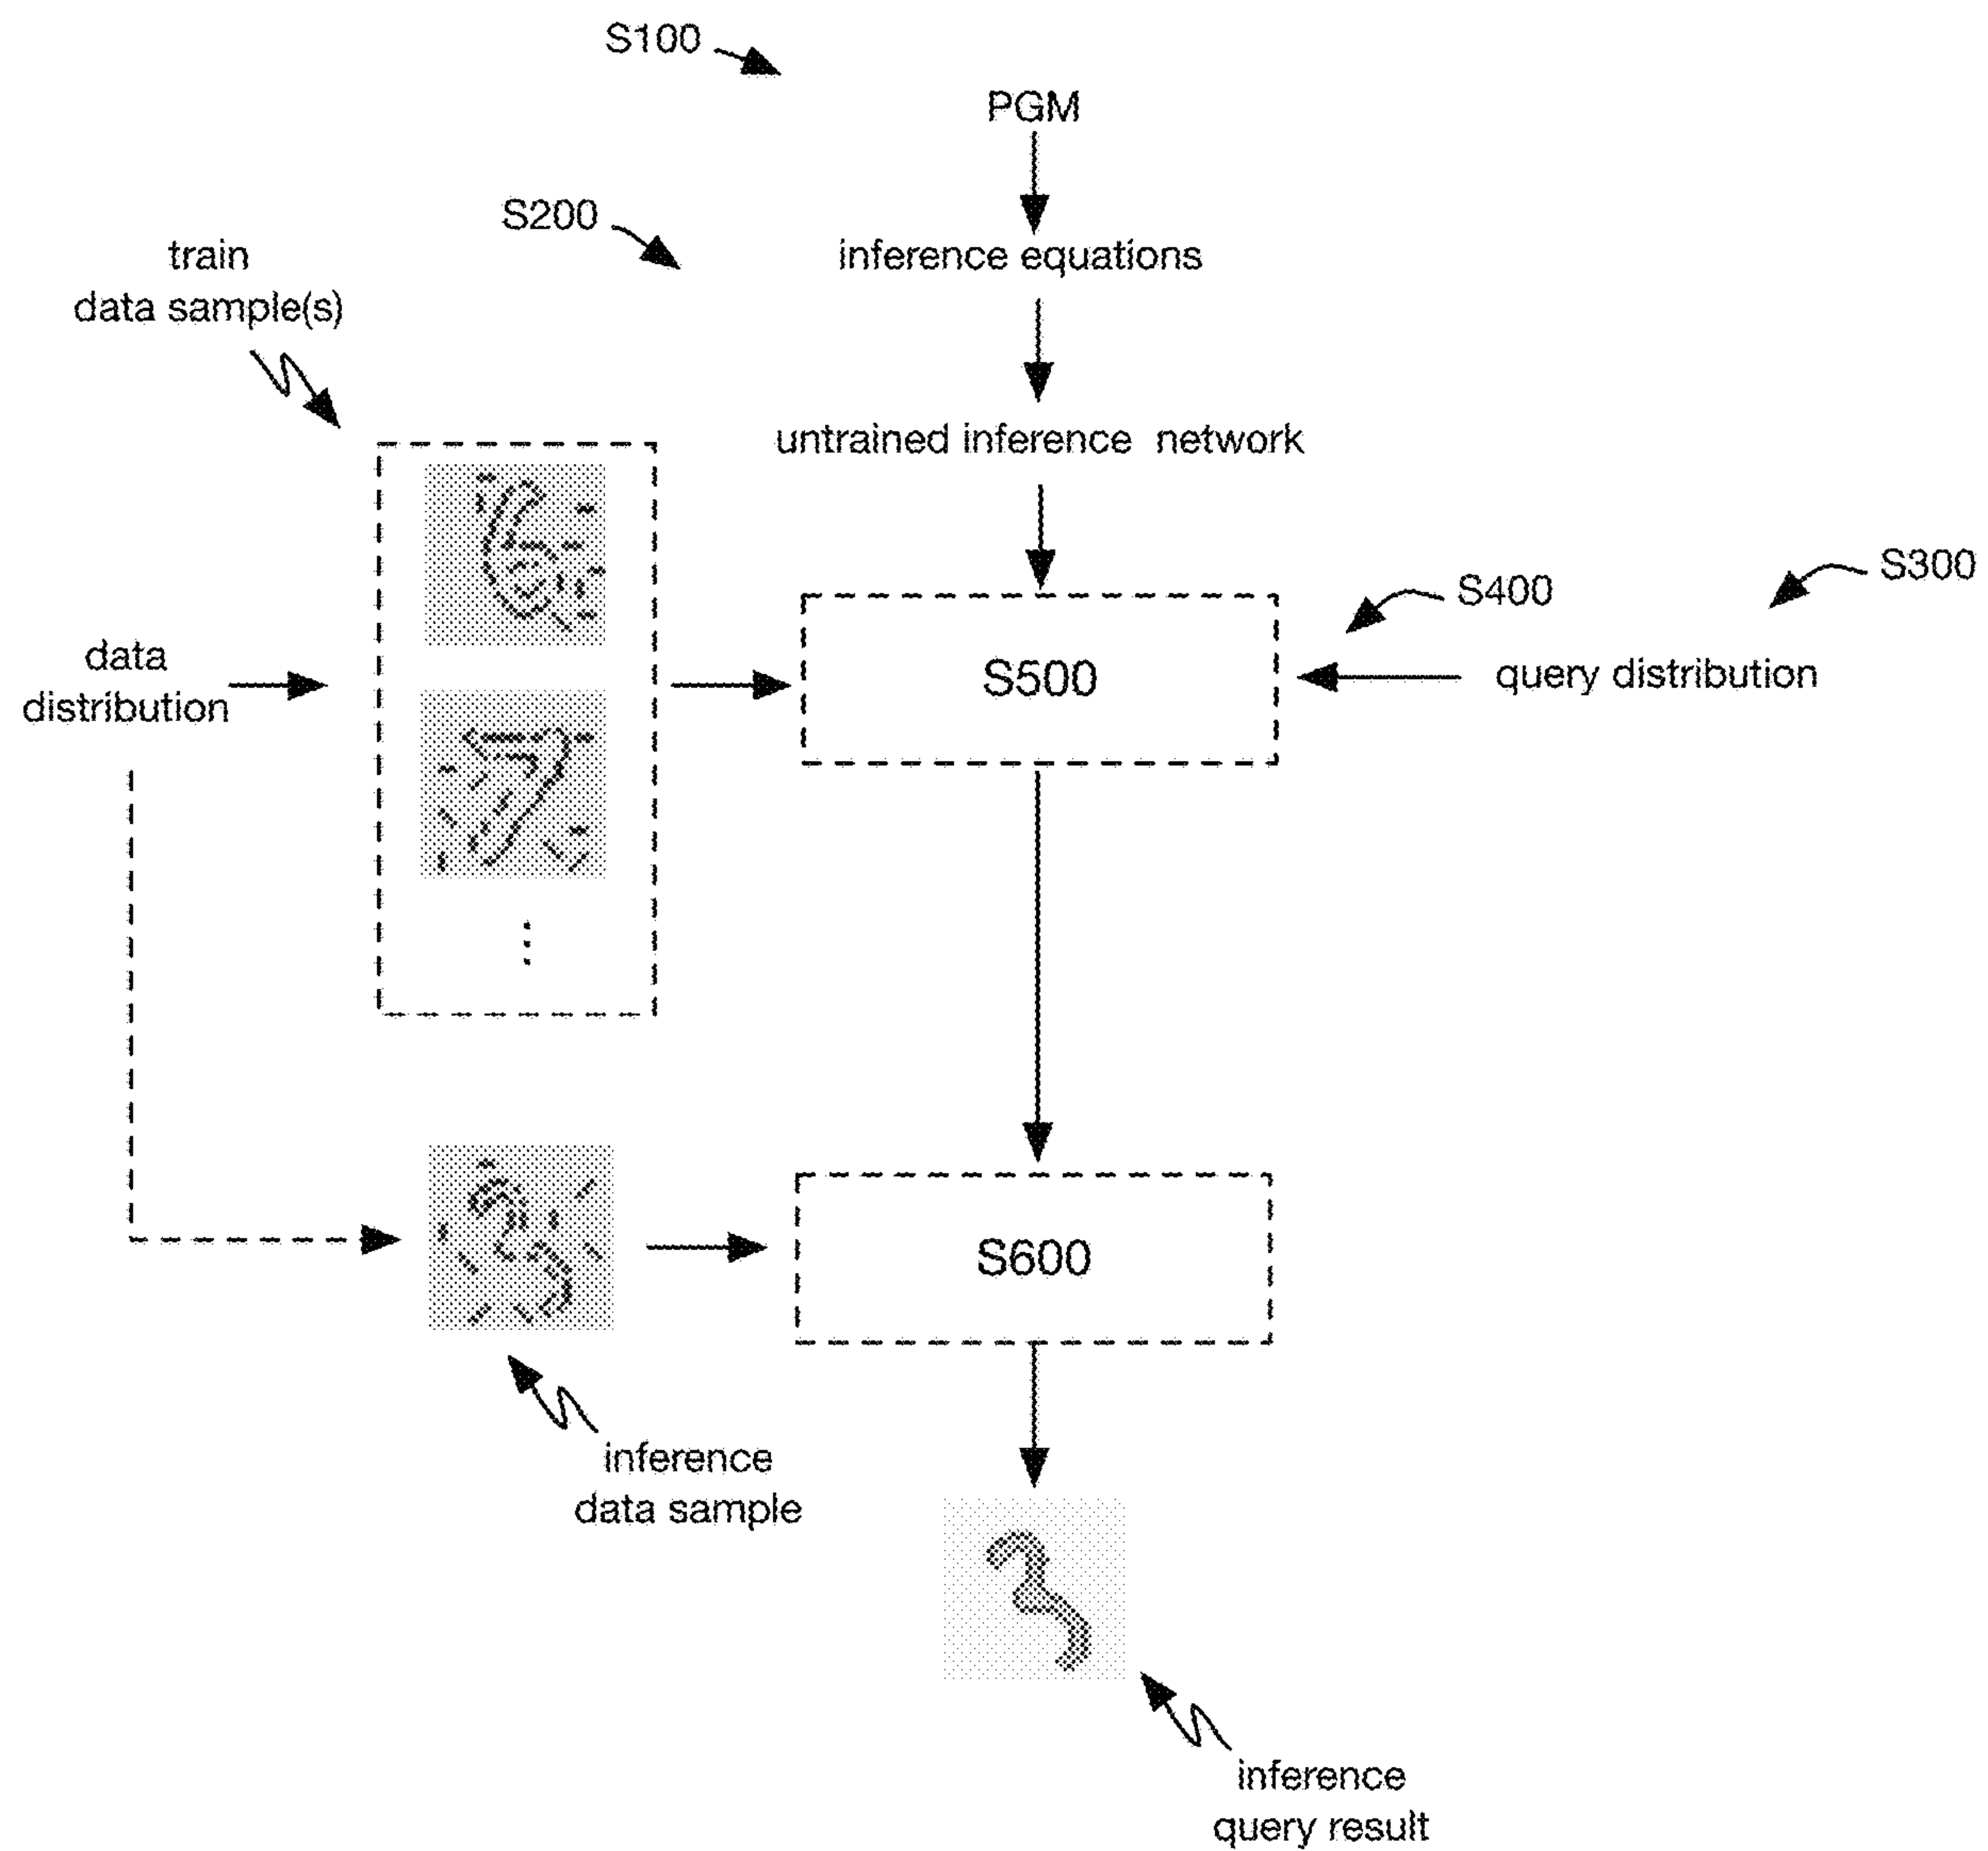 S100
PGM
S200
inference equations
train
data sample(s)
untrained inference network
S300
S400
data
distribution
S500
query distribution
S600
inference
data sample
inference
query result